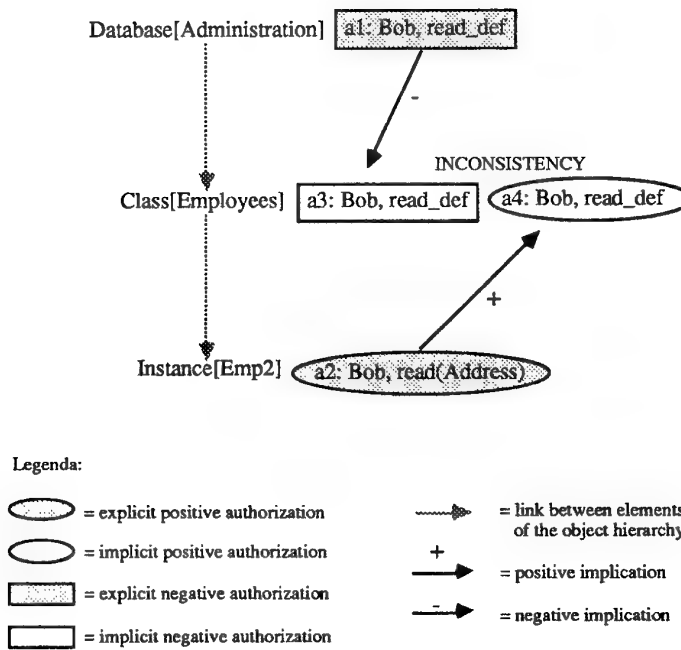 Database[Administration] a1: Bob, read_def
-
INCONSISTENCY
Class[Employees] a3: Bob, read_def a4: Bob, read_def
+
Instance[Emp2] a2: Bob, read(Address)
Legenda:
= explicit positive authorization
= implicit positive authorization
= explicit negative authorization
= implicit negative authorization
= link between elements
of the object hierarchy
+
= positive implication
-
= negative implication